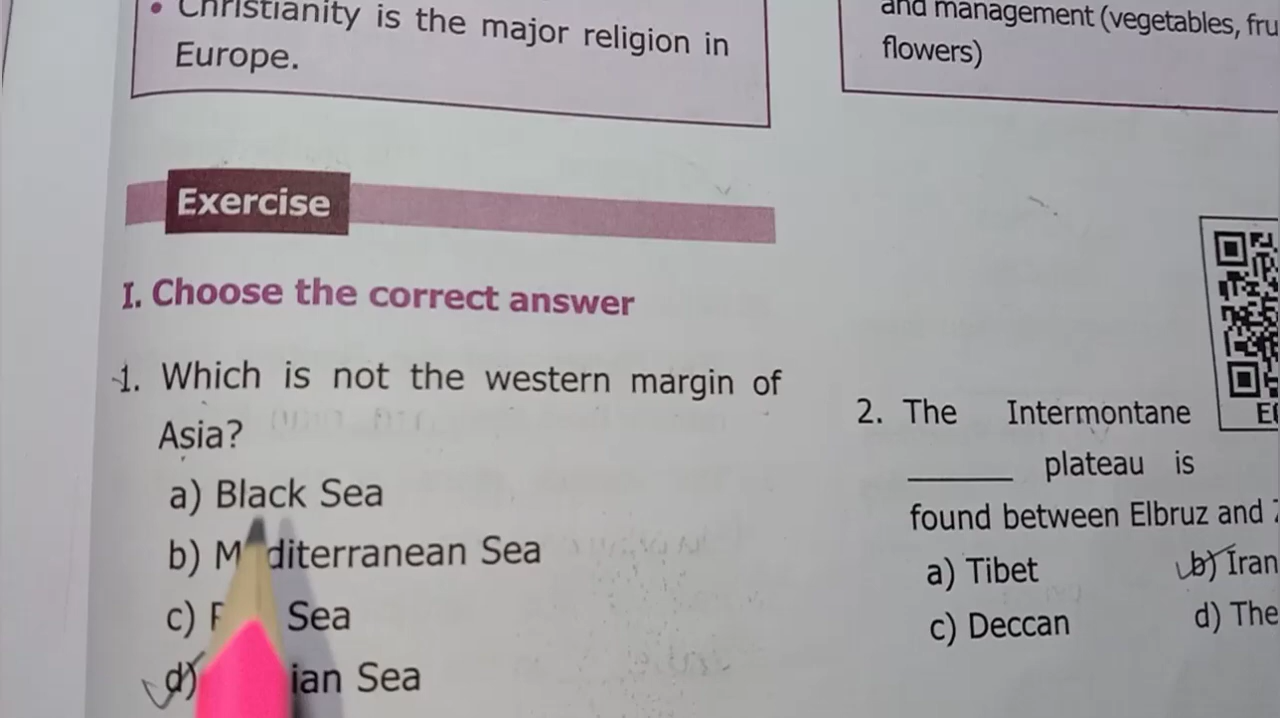 • Christianity is the major religion in
Europe.
and management (vegetables, fru
flowers)
Exercise
I. Choose the correct answer
1. Which is not the western margin of
Asia?
a) Black Sea
b) M diterranean Sea
c) Sea
d) ian Sea
2. The Intermontane
______ plateau is
found between Elbruz and
a) Tibet b) Iran
c) Deccan d) The